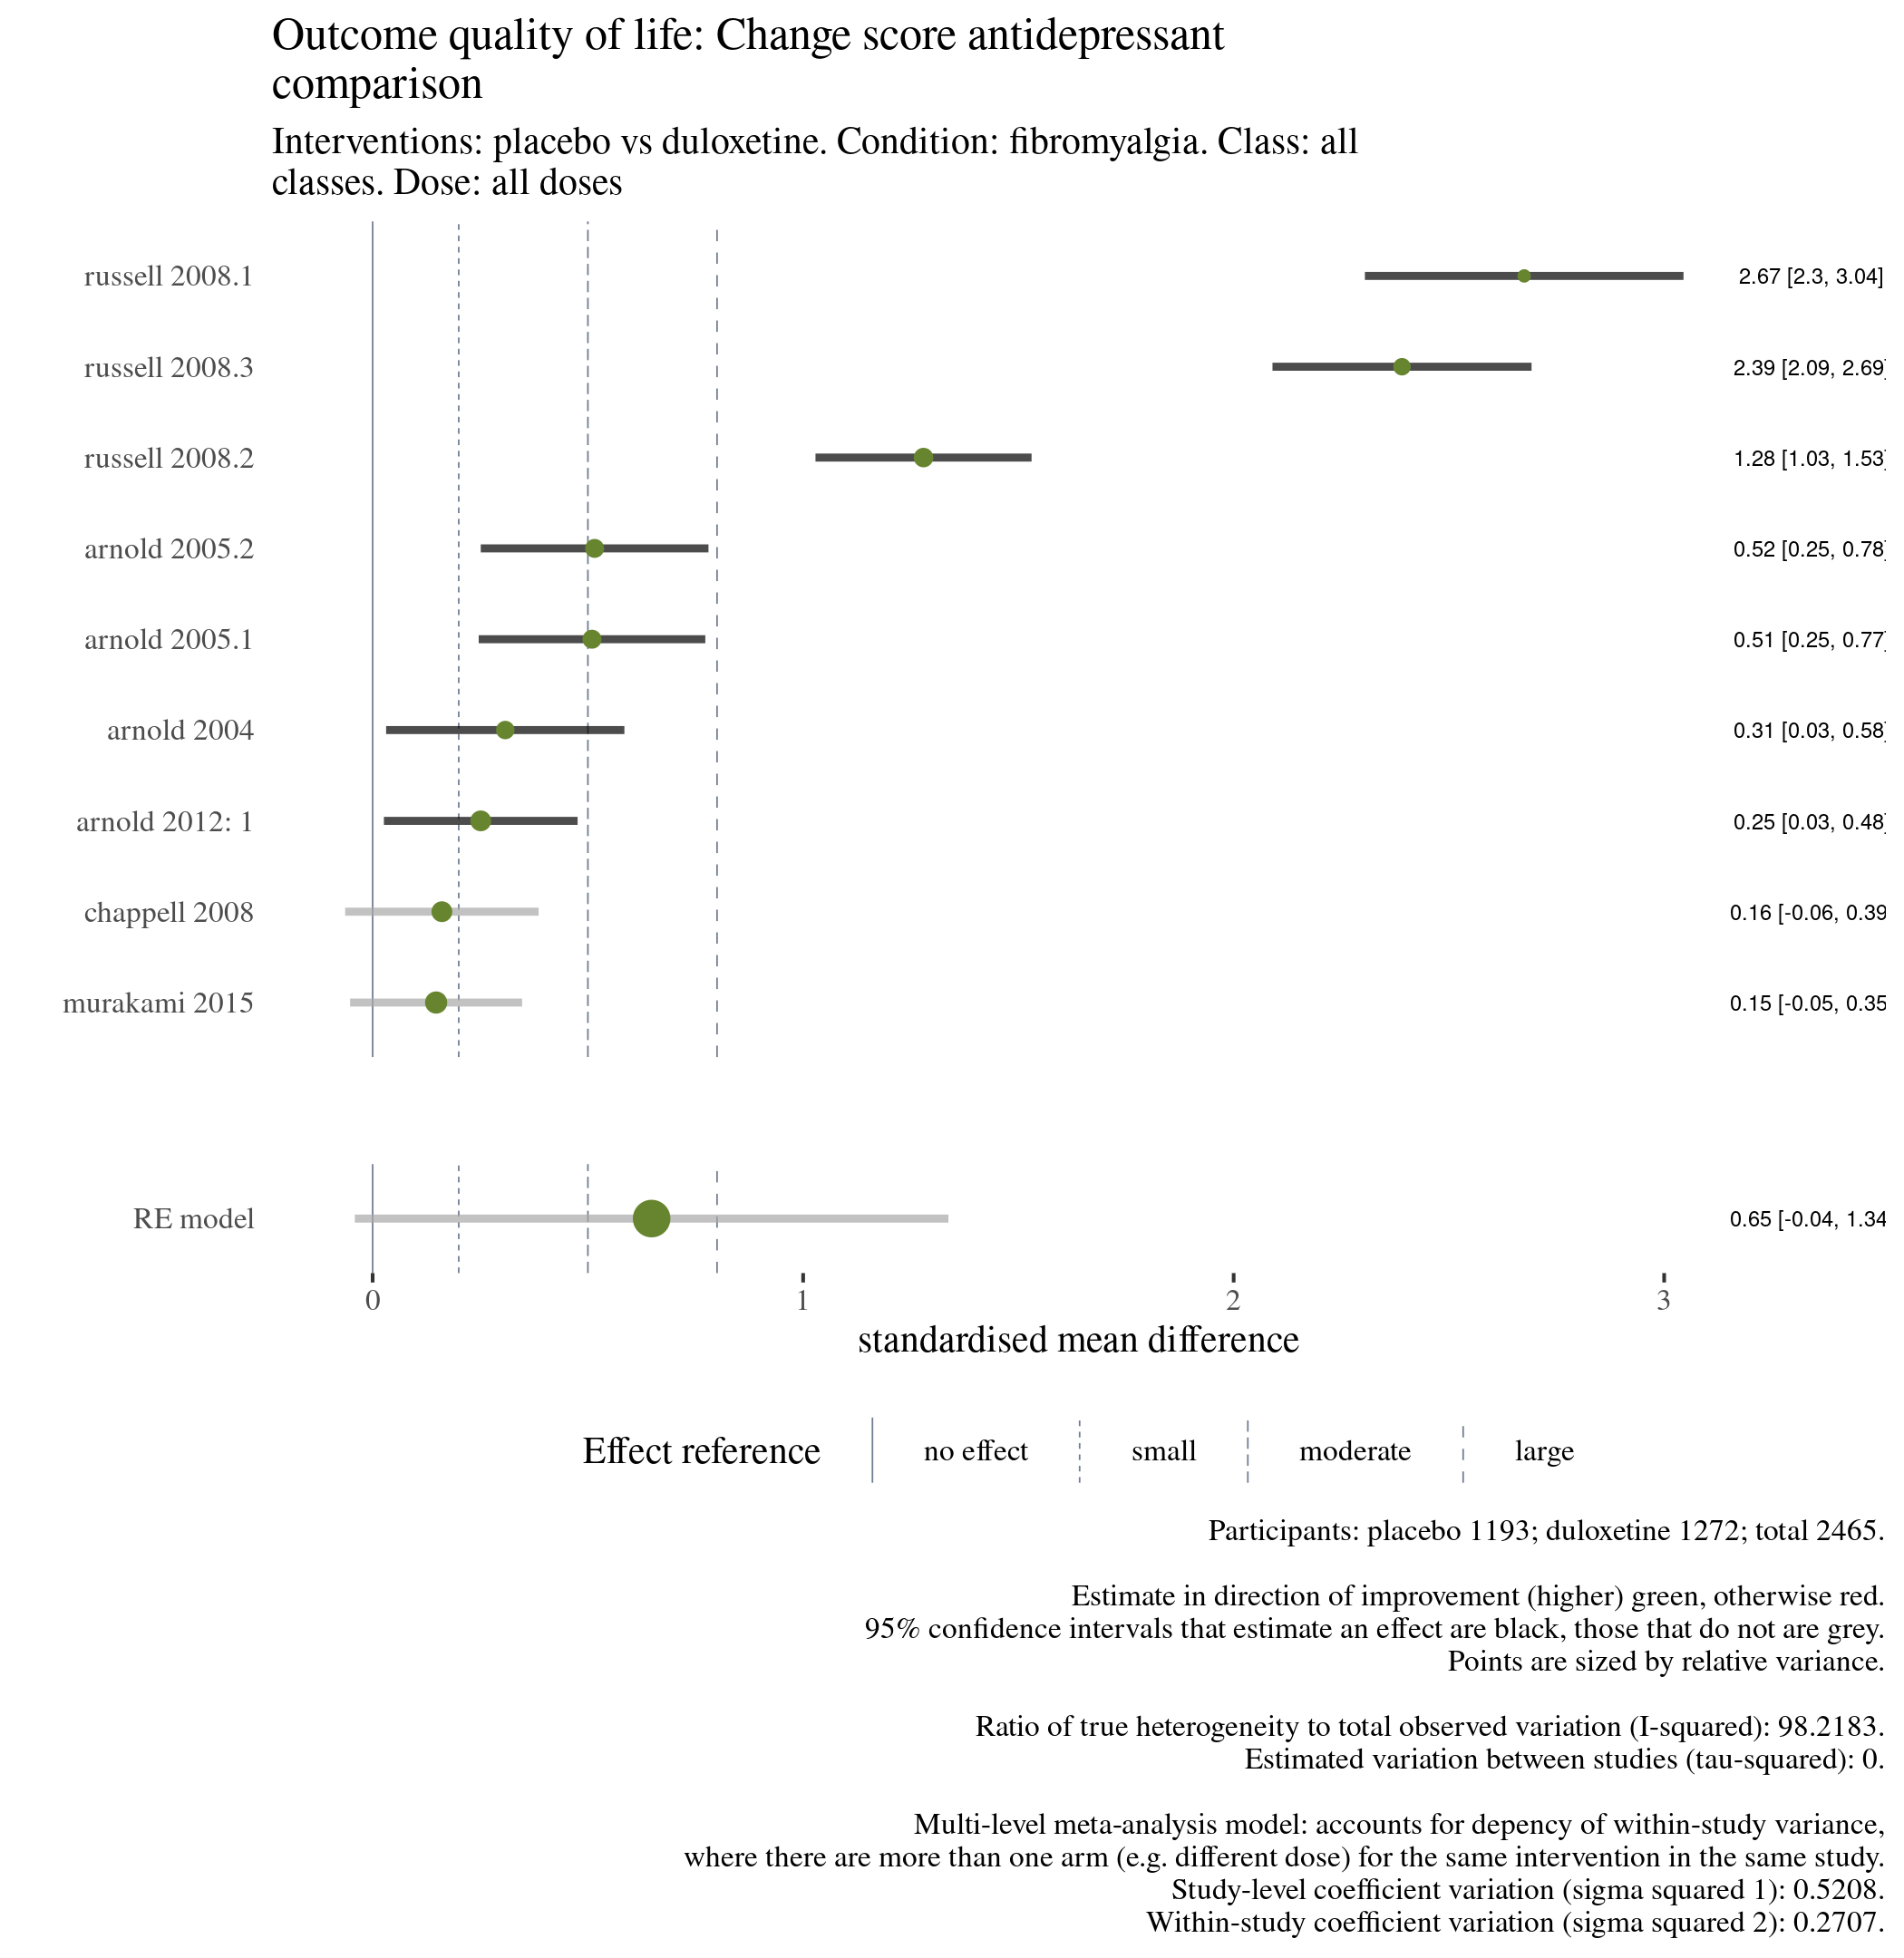 Outcome quality of life: Change score antidepressant
comparison
Interventions: placebo vs duloxetine. Condition: fibromyalgia. Class: all
classes. Dose: all doses
russell 2008.1 2.67 [2.3, 3.04]
russell 2008.3 2.39 [2.09, 2.69]
russell 2008.2 1.28 [1.03, 1.53]
arnold 2005.2 0.52 [0.25, 0.78]
arnold 2005.1 0.51 [0.25, 0.77]
arnold 2004 0.31 [0.03, 0.58]
arnold 2012: 1 0.25 [0.03, 0.48]
chappell 2008 0.16 [-0.06, 0.39
murakami 2015 0.15 [-0.05, 0.35
RE model 0.65 [-0.04, 1.34
0 1 2 3
standardised mean difference
Effect reference no effect small moderate large
Participants: placebo 1193; duloxetine 1272; total 2465.
Estimate in direction of improvement (higher) green, otherwise red.
95% confidence intervals that estimate an effect are black, those that do not are grey.
Points are sized by relative variance.
Ratio of true heterogeneity to total observed variation (I-squared): 98.2183.
Estimated variation between studies (tau-squared): 0.
Multi-level meta-analysis model: accounts for depency of within-study variance,
where there are more than one arm (e.g. different dose) for the same intervention in the same study.
Study-level coefficient variation (sigma squared 1): 0.5208.
Within-study coefficient variation (sigma squared 2): 0.2707.